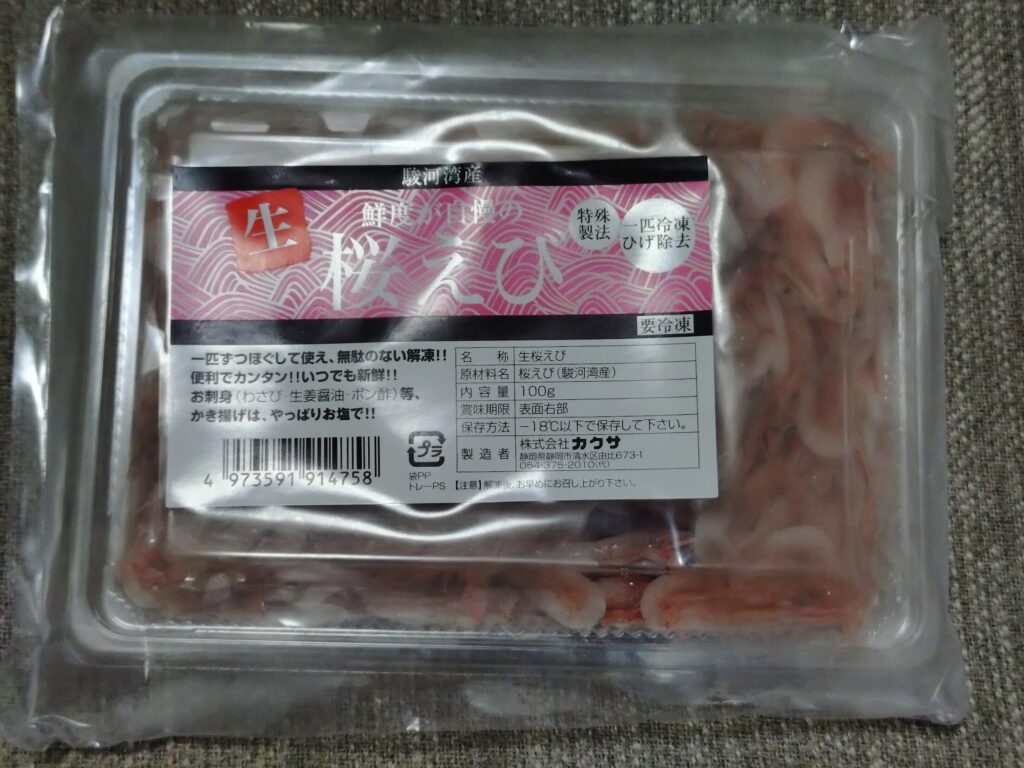 駿河湾産
生
鮮度が自慢の
桜えび
特殊
製法
一匹冷凍
ひげ除去
要冷凍
一匹ずつほぐして使え、無駄のない解凍!!
便利でカンタン!!いつでも新鮮!!
お刺身(わさび・生姜醤油・ポン酢)等、
かき揚げは、やっぱりお塩で!!
名 称 生桜えび
原材料名 桜えび(駿河湾産)
内容量 100g
賞味期限 表面右部
保存方法 −18℃以下で保存して下さい。
製造者 株式会社 カクサ
静岡県静岡市清水区由比673-1
054-375-2010(代)
4 973591 914758
プラ
袋PP
トレーPS
【注意】解凍後、お早めにお召し上がり下さい。